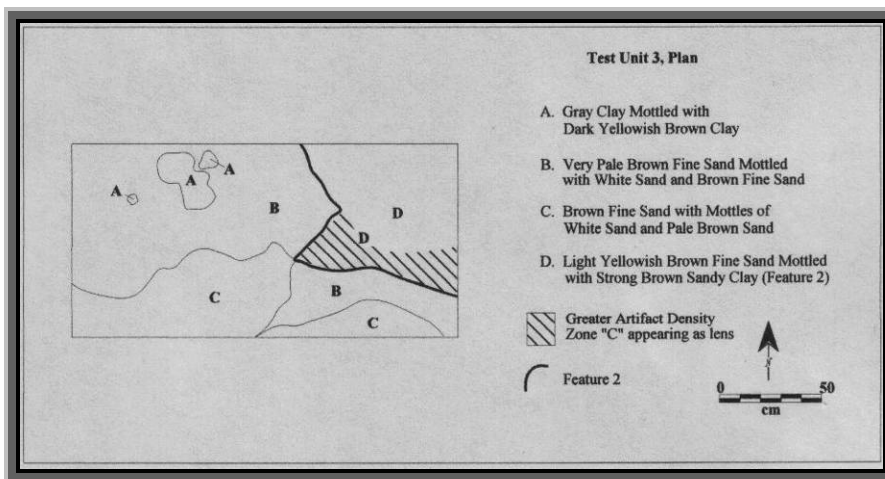 Test Unit 3, Plan
A. Gray Clay Mottled with
Dark Yellowish Brown Clay
B. Very Pale Brown Fine Sand Mottled
with White Sand and Brown Fine Sand
C. Brown Fine Sand with Mottles of
White Sand and Pale Brown Sand
D. Light Yellowish Brown Fine Sand Mottled
with Strong Brown Sandy Clay (Feature 2)
Greater Artifact Density
Zone "C" appearing as lens
Feature 2
N
0 50
cm
A
A
A
B
D
D
C
B
C